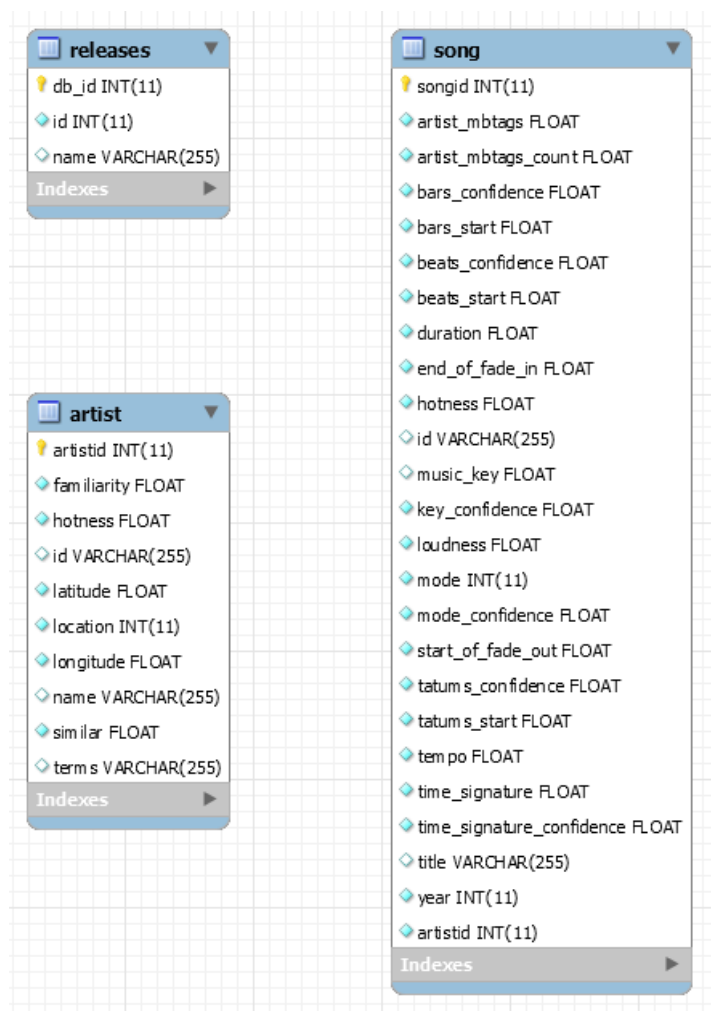 releases
db_id INT(11)
id INT(11)
name VARCHAR(255)
Indexes
artist
artistid INT(11)
familiarity FLOAT
hotness FLOAT
id VARCHAR(255)
latitude FLOAT
location INT(11)
longitude FLOAT
name VARCHAR(255)
similar FLOAT
terms VARCHAR(255)
Indexes
song
songid INT(11)
artist_mbtags FLOAT
artist_mbtags_count FLOAT
bars_confidence FLOAT
bars_start FLOAT
beats_confidence FLOAT
beats_start FLOAT
duration FLOAT
end_of_fade_in FLOAT
hotness FLOAT
id VARCHAR(255)
music_key FLOAT
key_confidence FLOAT
loudness FLOAT
mode INT(11)
mode_confidence FLOAT
start_of_fade_out FLOAT
tatums_confidence FLOAT
tatums_start FLOAT
tempo FLOAT
time_signature FLOAT
time_signature_confidence FLOAT
title VARCHAR(255)
year INT(11)
artistid INT(11)
Indexes